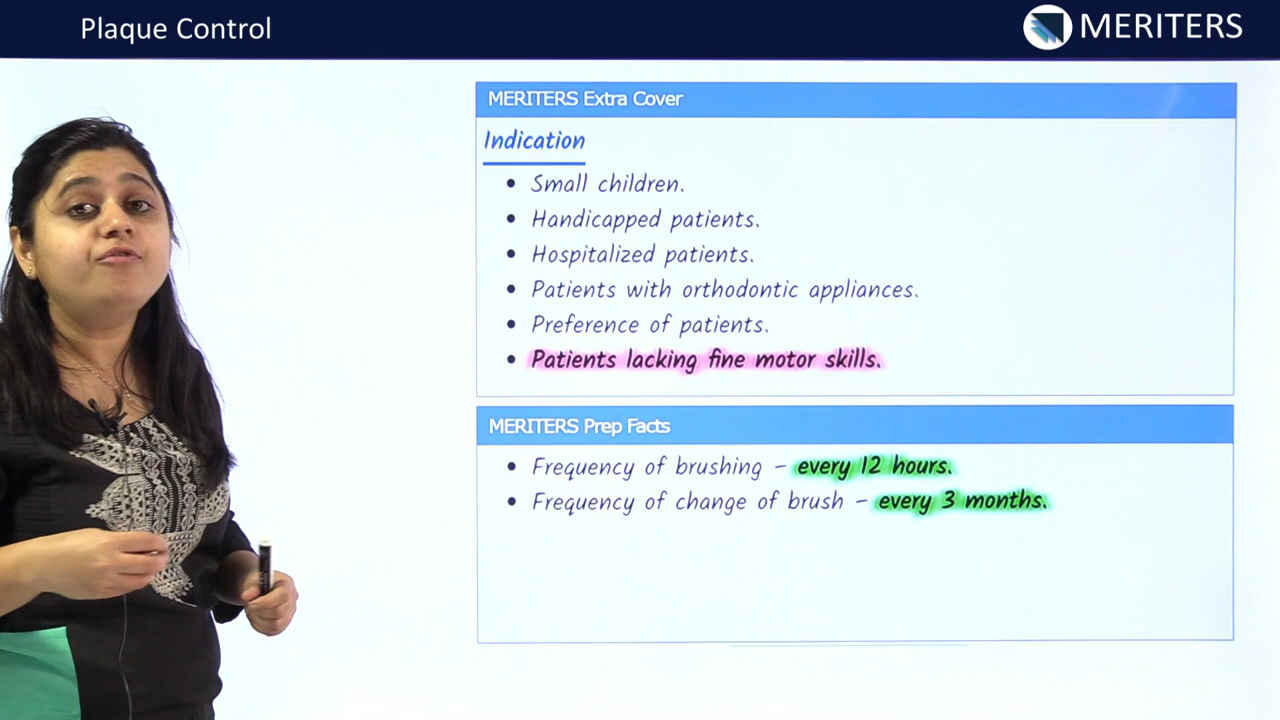 Plaque Control
MERITERS
MERITERS Extra Cover
Indication
• Small children.
• Handicapped patients.
• Hospitalized patients.
• Patients with orthodontic appliances.
• Preference of patients.
• Patients lacking fine motor skills.
MERITERS Prep Facts
• Frequency of brushing – every 12 hours.
• Frequency of change of brush – every 3 months.